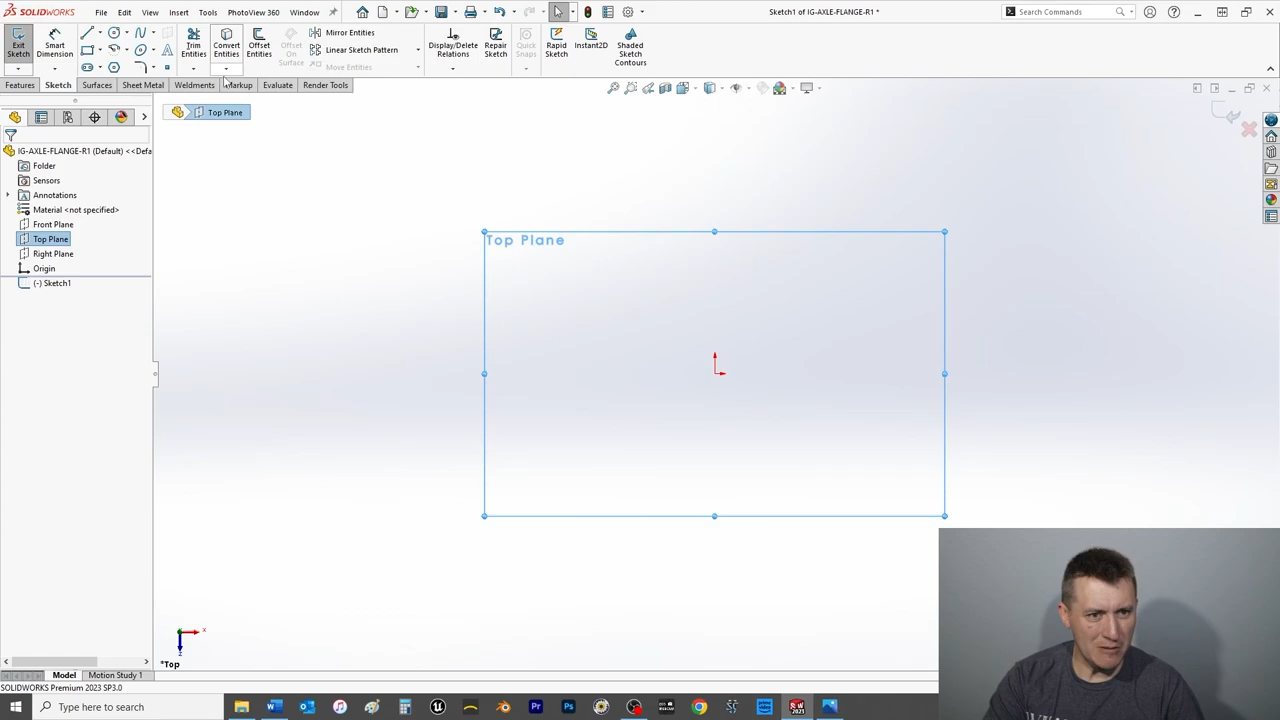 SOLIDWORKS File Edit View Insert Tools PhotoView 360 Window Sketch1 of IG-AXLE-FLANGE-R1 * Search Commands
Exit Sketch
Smart Dimension
Trim Entities
Convert Entities
Offset Entities
Offset On Surface
Mirror Entities
Linear Sketch Pattern
Move Entities
Display/Delete Relations
Repair Sketch
Quick Snaps
Rapid Sketch
Instant2D
Shaded Sketch Contours
Features Sketch Surfaces Sheet Metal Weldments Markup Evaluate Render Tools
Top Plane
IG-AXLE-FLANGE-R1 (Default) <<Defa
Folder
Sensors
Annotations
Material <not specified>
Front Plane
Top Plane
Right Plane
Origin
(-) Sketch1
Top Plane
x
z
*Top
Model Motion Study 1
SOLIDWORKS Premium 2023 SP3.0
Type here to search